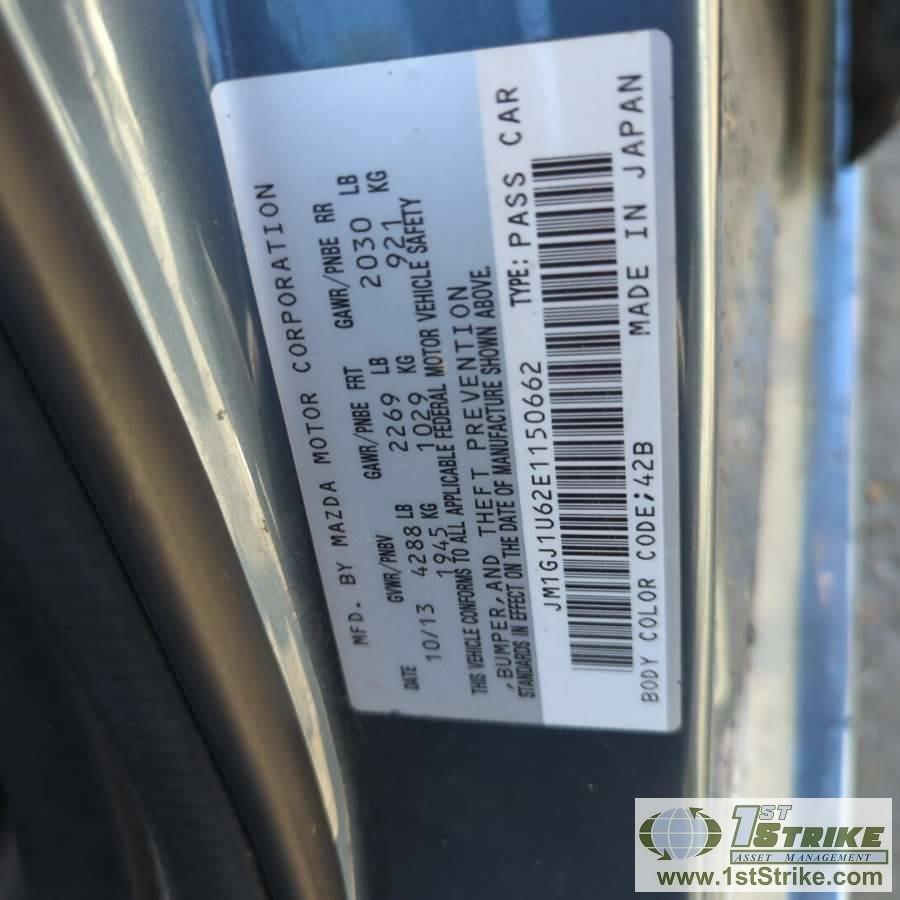 MFD. BY MAZDA MOTOR CORPORATION
DATE GVWR/PNBV GAWR/PNBE FRT GAWR/PNBE RR
10/13 4288 LB 2269 LB 2030 LB
1945 KG 1029 KG 921 KG
THIS VEHICLE CONFORMS TO ALL APPLICABLE FEDERAL MOTOR VEHICLE SAFETY
,BUMPER,AND THEFT PREVENTION
STANDARDS IN EFFECT ON THE DATE OF MANUFACTURE SHOWN ABOVE.
JM1GJ1U62E1150662 TYPE: PASS CAR
BODY COLOR CODE;42B MADE IN JAPAN
1ST STRIKE
ASSET MANAGEMENT
www.1stStrike.com